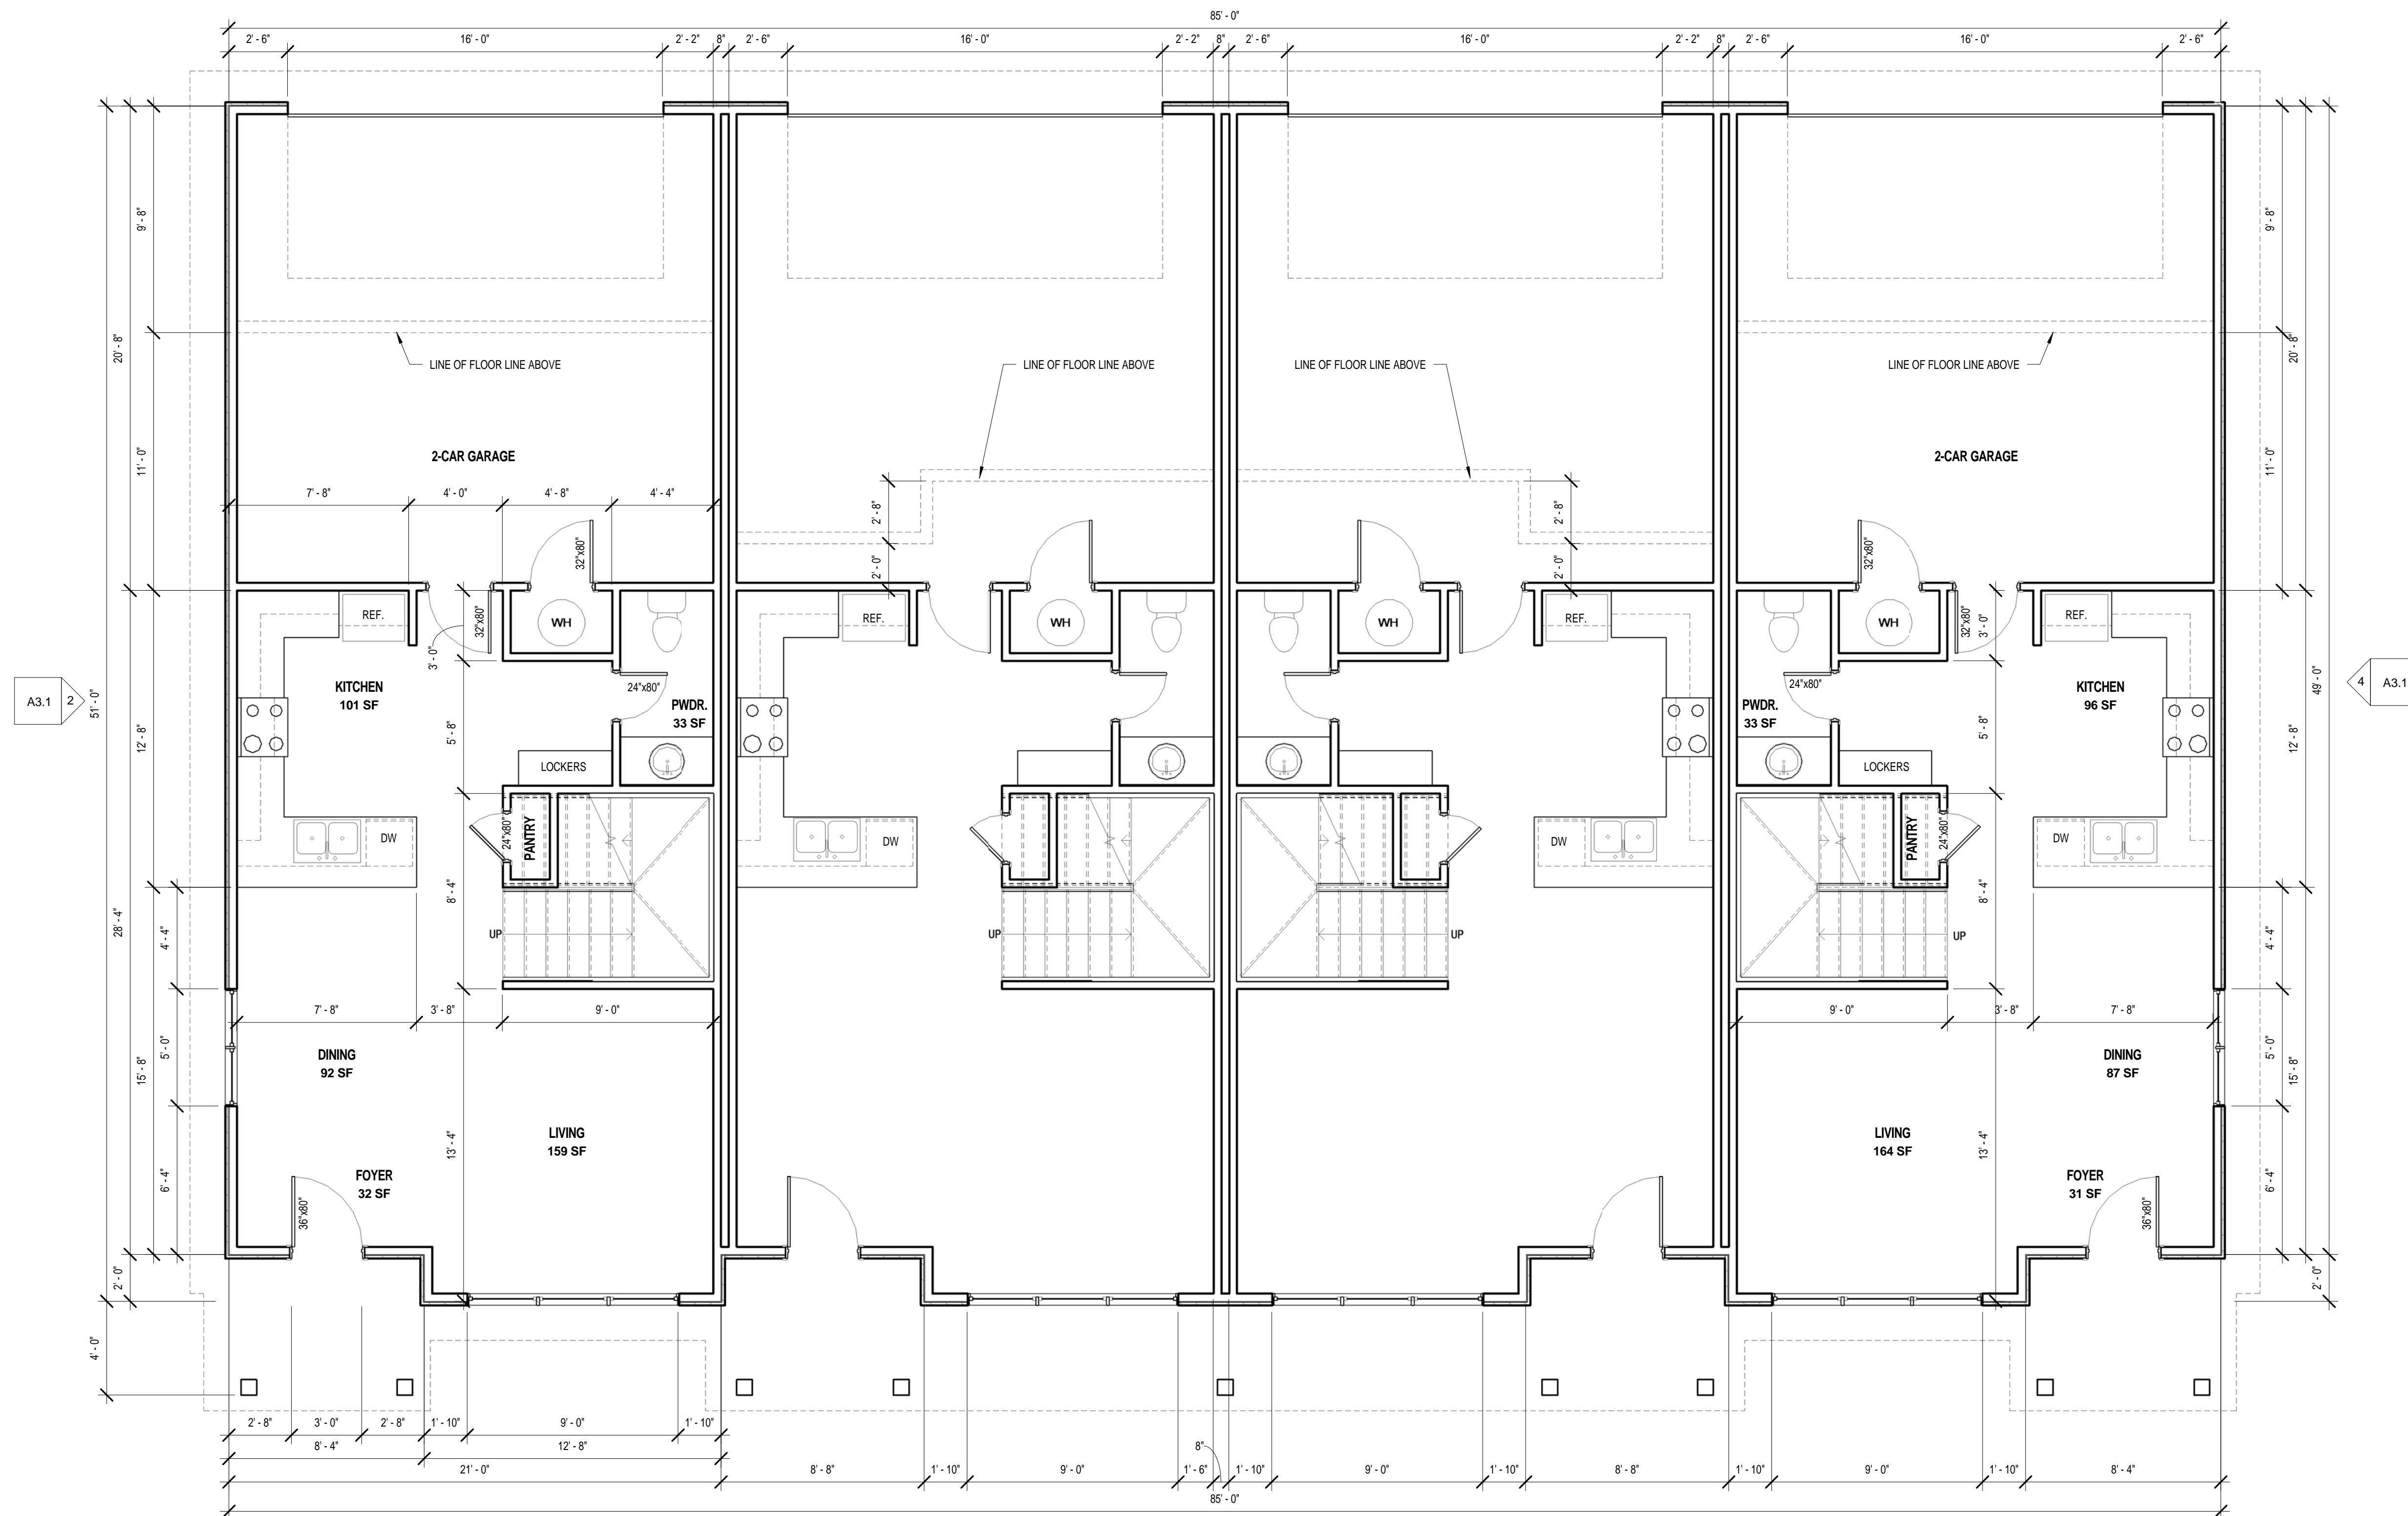 85' - 0"
2' - 6" 16' - 0" 2' - 2" 8" 2' - 6" 16' - 0" 2' - 2" 8" 2' - 6" 16' - 0" 2' - 2" 8" 2' - 6" 16' - 0" 2' - 6"
9' - 8" 9' - 8"
20' - 8" 20' - 8"
LINE OF FLOOR LINE ABOVE LINE OF FLOOR LINE ABOVE LINE OF FLOOR LINE ABOVE LINE OF FLOOR LINE ABOVE
2-CAR GARAGE 2-CAR GARAGE
11' - 0" 11' - 0"
7' - 8" 4' - 0" 4' - 8" 4' - 4"
2' - 8" 2' - 8"
32"x80" 32"x80"
2' - 0" 2' - 0"
REF. WH REF. WH WH REF. WH REF.
32"x80" 32"x80"
3' - 0" 3' - 0"
KITCHEN
101 SF
24"x80"
PWDR.
33 SF
PWDR.
33 SF
24"x80"
KITCHEN
96 SF
A3.1 2
51' - 0"
4 A3.1
49' - 0"
12' - 8" 5' - 8" 5' - 8" 12' - 8"
LOCKERS LOCKERS
DW 24"x80" PANTRY DW DW PANTRY 24"x80" DW
8' - 4" 8' - 4"
28' - 4"
4' - 4" 4' - 4"
UP UP UP UP
7' - 8" 3' - 8" 9' - 0" 9' - 0" 3' - 8" 7' - 8"
DINING
92 SF
DINING
87 SF
5' - 0" 5' - 0"
15' - 8" 15' - 8"
LIVING
159 SF
LIVING
164 SF
13' - 4" 13' - 4"
FOYER
32 SF
FOYER
31 SF
6' - 4" 6' - 4"
36"x80" 36"x80"
2' - 0" 2' - 0"
4' - 0"
2' - 8" 3' - 0" 2' - 8" 1' - 10" 9' - 0" 1' - 10"
8' - 4" 12' - 8" 8"
21' - 0" 8' - 8" 1' - 10" 9' - 0" 1' - 6" 1' - 10" 9' - 0" 1' - 10" 8' - 8" 1' - 10" 9' - 0" 1' - 10" 8' - 4"
85' - 0"